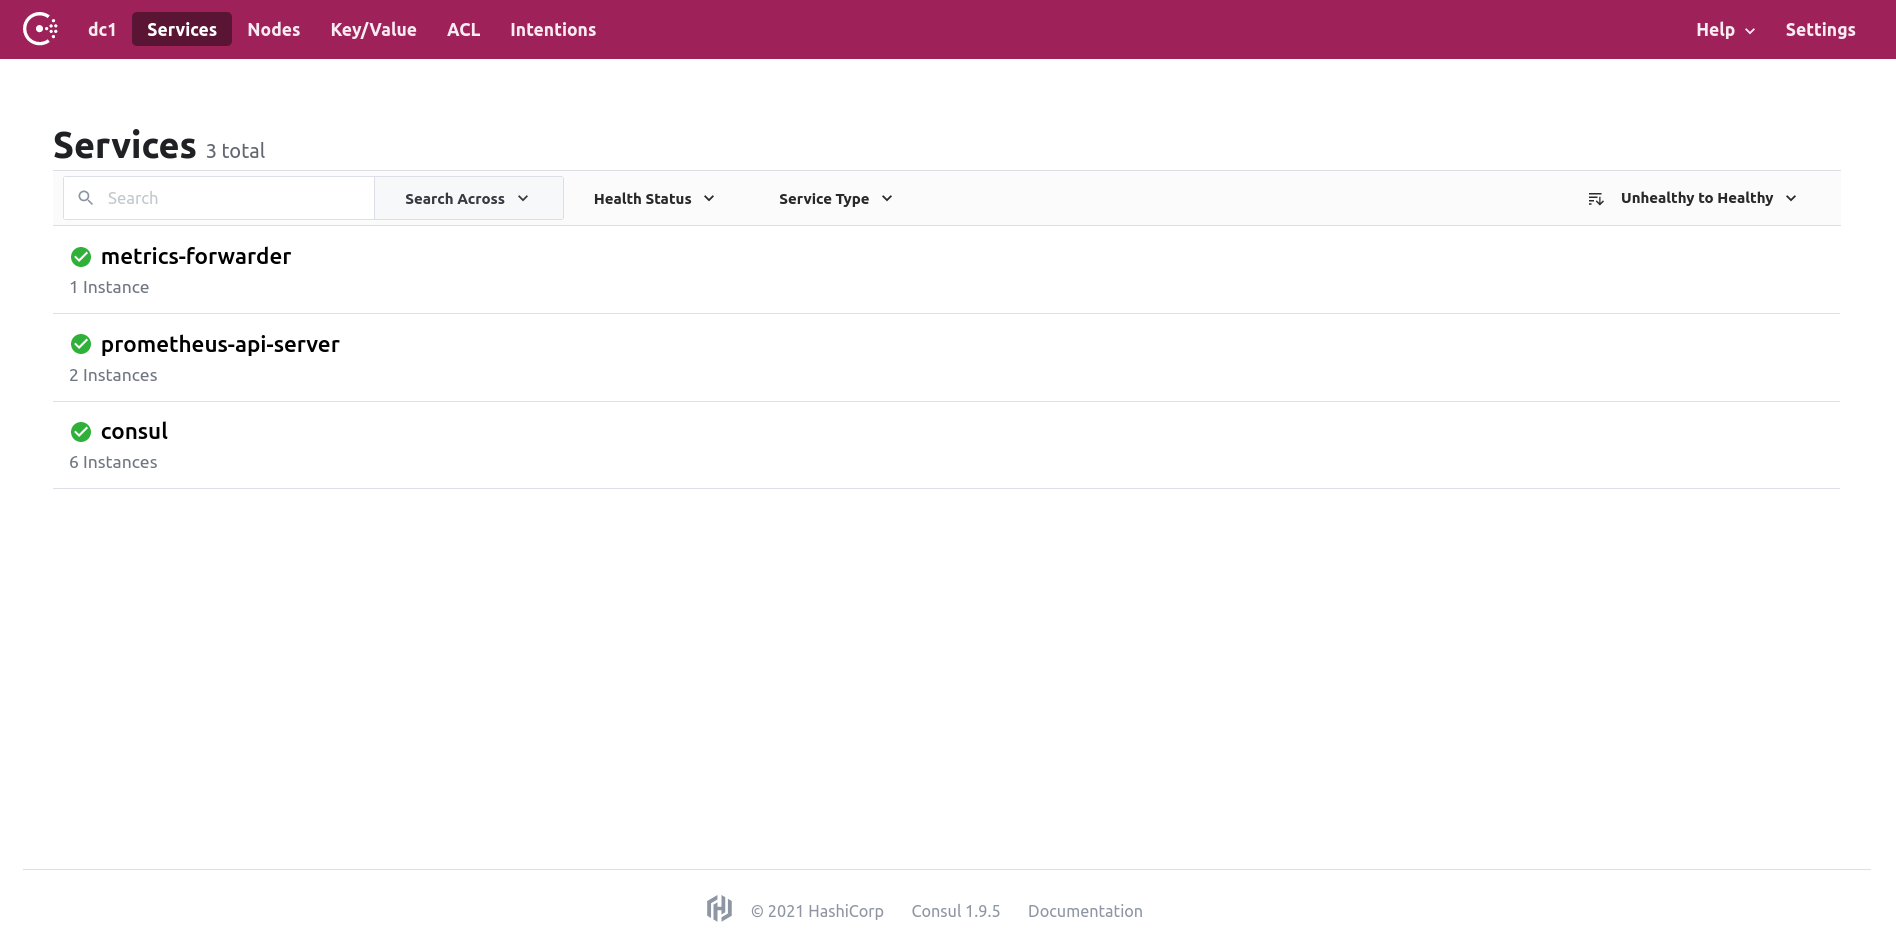 dc1 Services Nodes Key/Value ACL Intentions Help Settings
Services 3 total
Search Search Across Health Status Service Type Unhealthy to Healthy
metrics-forwarder
1 Instance
prometheus-api-server
2 Instances
consul
6 Instances
© 2021 HashiCorp Consul 1.9.5 Documentation